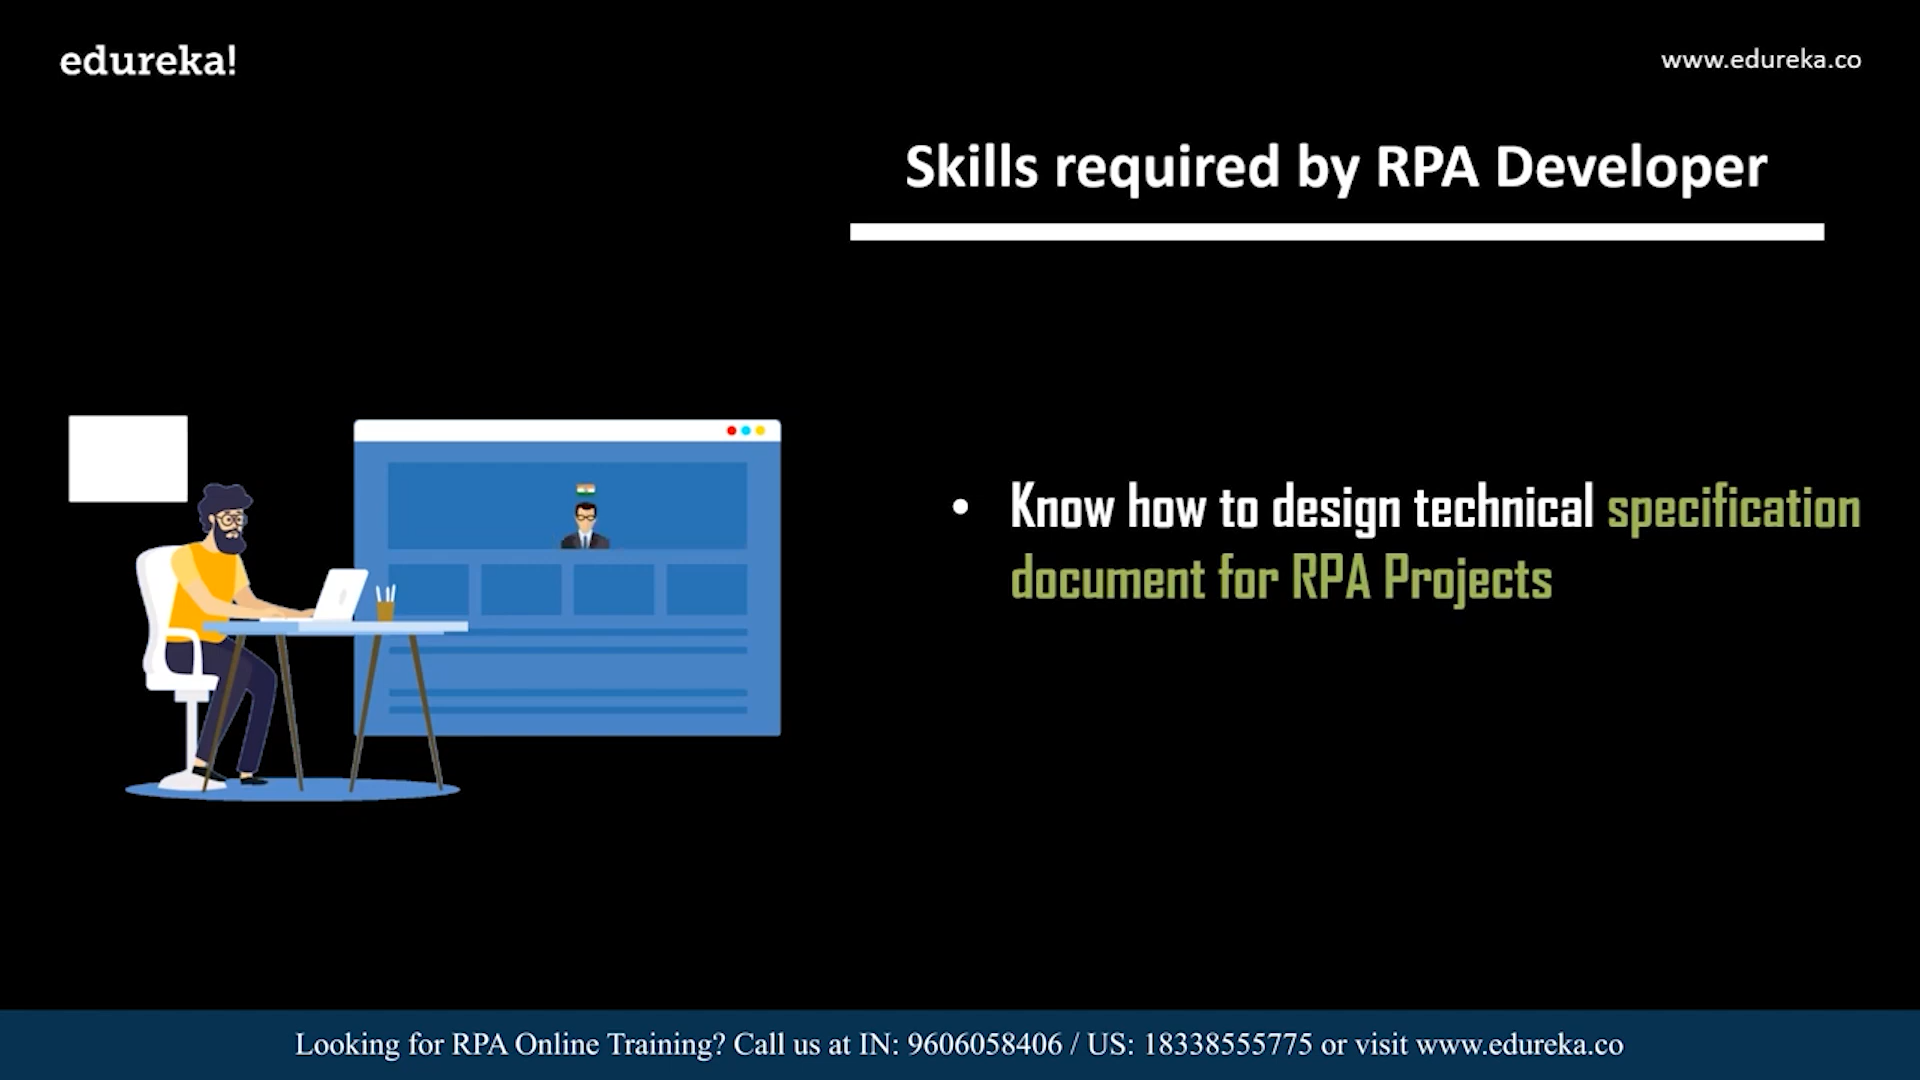 edureka!
www.edureka.co
Skills required by RPA Developer
• Know how to design technical specification
document for RPA Projects
Looking for RPA Online Training? Call us at IN: 9606058406 / US: 18338555775 or visit www.edureka.co